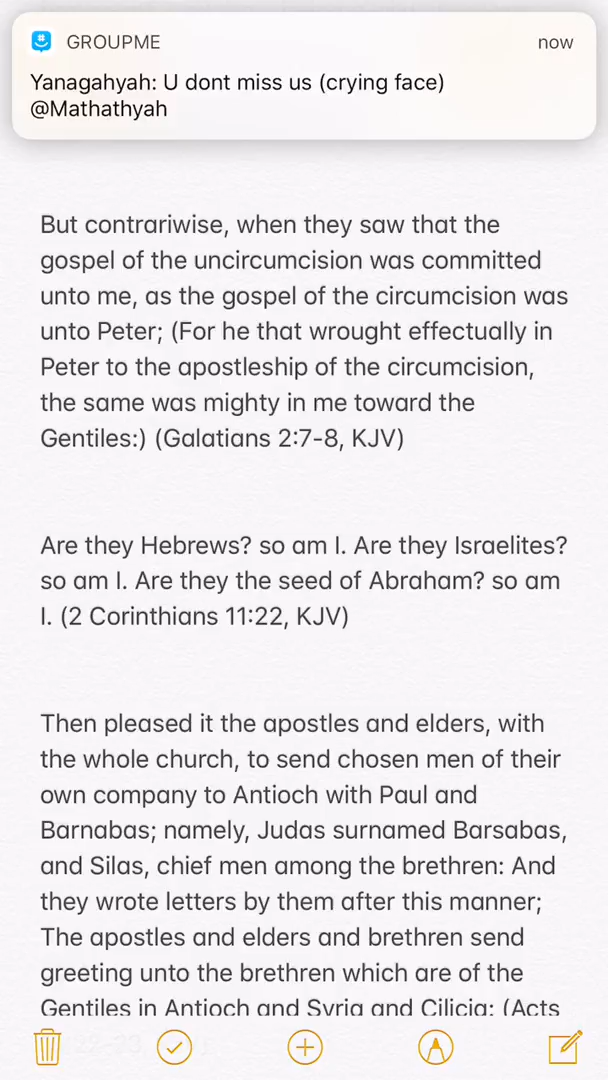 GROUPME
now
Yanagahyah: U dont miss us (crying face)
@Mathathyah
But contrariwise, when they saw that the
gospel of the uncircumcision was committed
unto me, as the gospel of the circumcision was
unto Peter; (For he that wrought effectually in
Peter to the apostleship of the circumcision,
the same was mighty in me toward the
Gentiles:) (Galatians 2:7-8, KJV)
Are they Hebrews? so am I. Are they Israelites?
so am I. Are they the seed of Abraham? so am
I. (2 Corinthians 11:22, KJV)
Then pleased it the apostles and elders, with
the whole church, to send chosen men of their
own company to Antioch with Paul and
Barnabas; namely, Judas surnamed Barsabas,
and Silas, chief men among the brethren: And
they wrote letters by them after this manner;
The apostles and elders and brethren send
greeting unto the brethren which are of the
Gentiles in Antioch and Syria and Cilicia: (Acts